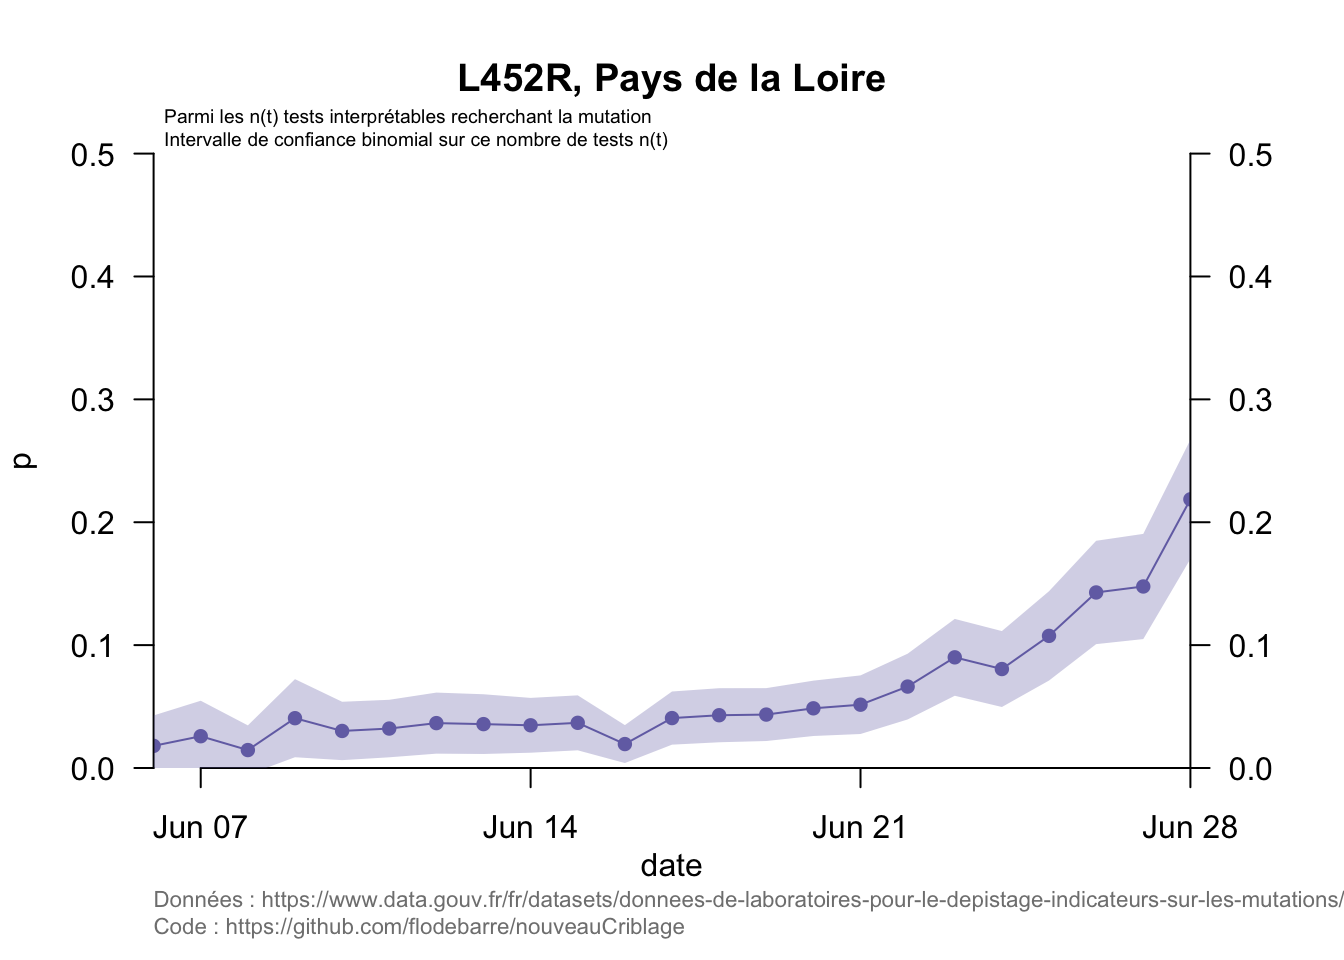 L452R, Pays de la Loire
Parmi les n(t) tests interprétables recherchant la mutation
Intervalle de confiance binomial sur ce nombre de tests n(t)
0.5
0.4
0.3
0.2
0.1
0.0
p
0.5
0.4
0.3
0.2
0.1
0.0
Jun 07
Jun 14
Jun 21
Jun 28
date
Données : https://www.data.gouv.fr/fr/datasets/donnees-de-laboratoires-pour-le-depistage-indicateurs-sur-les-mutations/
Code : https://github.com/flodebarre/nouveauCriblage